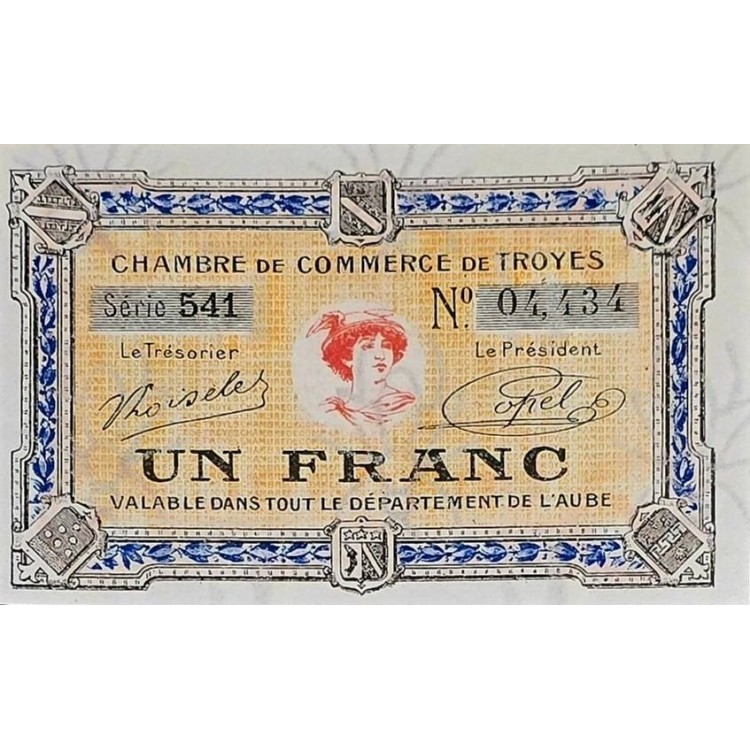 CHAMBRE DE COMMERCE DE TROYES
Série 541 No. 04,434
Le Trésorier Le Président
UN FRANC
VALABLE DANS TOUT LE DÉPARTEMENT DE L'AUBE